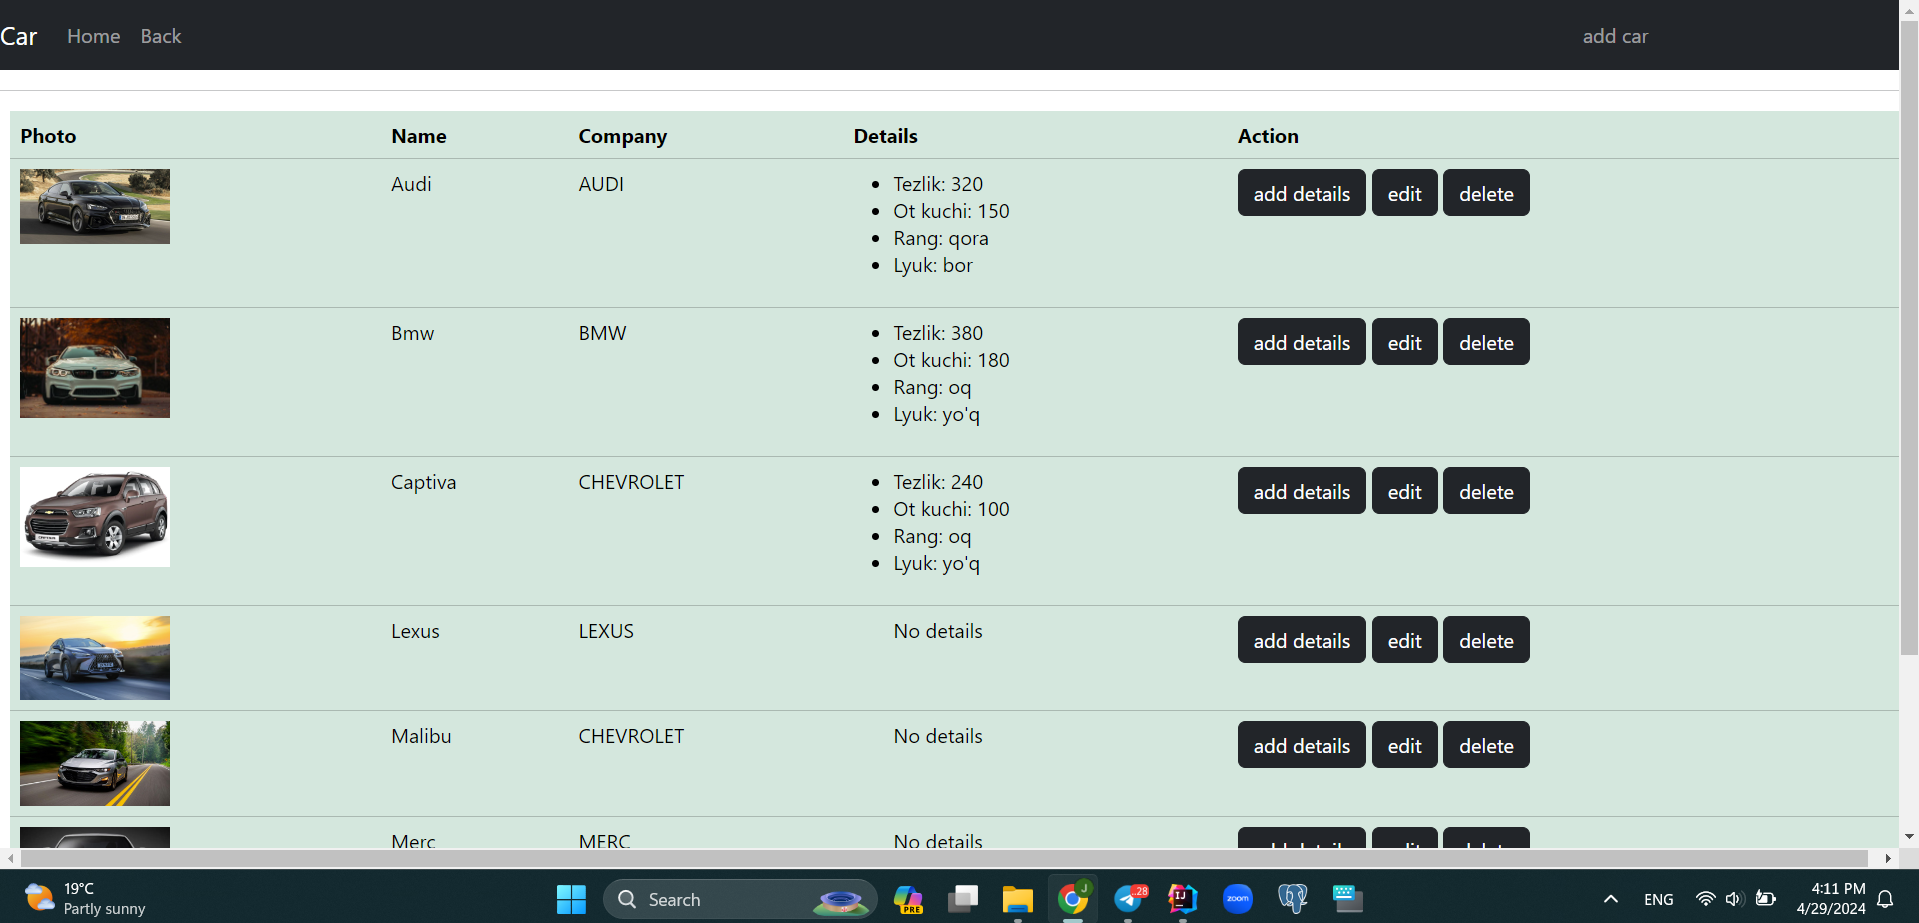 Car Home Back add car
Photo Name Company Details Action
Audi AUDI Tezlik: 320 add details edit delete
Ot kuchi: 150
Rang: qora
Lyuk: bor
Bmw BMW Tezlik: 380 add details edit delete
Ot kuchi: 180
Rang: oq
Lyuk: yo'q
Captiva CHEVROLET Tezlik: 240 add details edit delete
Ot kuchi: 100
Rang: oq
Lyuk: yo'q
Lexus LEXUS No details add details edit delete
Malibu CHEVROLET No details add details edit delete
Merc MERC No details
19°C
Partly sunny
Search
PRE
J
..28
IJ
zoom
ENG
4:11 PM
4/29/2024